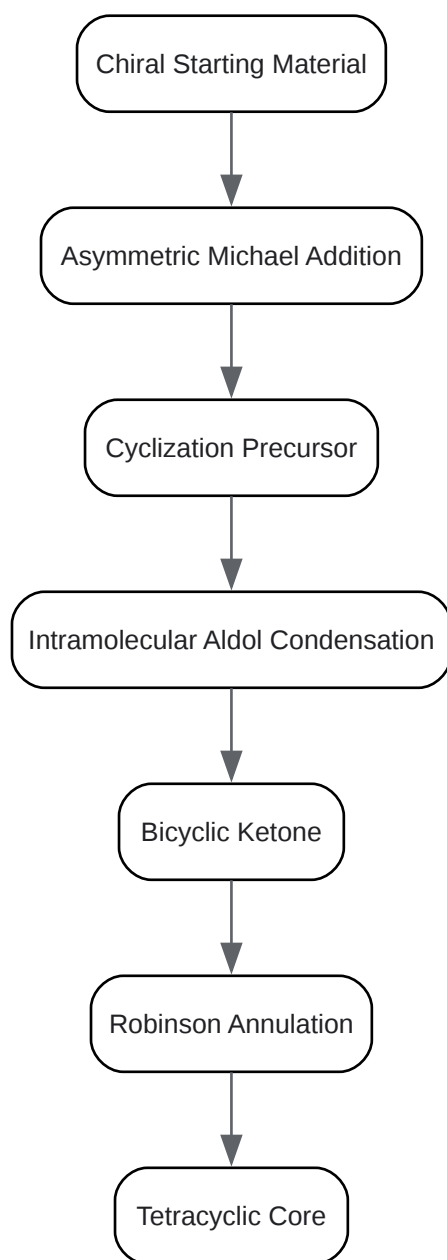 Chiral Starting Material
Asymmetric Michael Addition
Cyclization Precursor
Intramolecular Aldol Condensation
Bicyclic Ketone
Robinson Annulation
Tetracyclic Core